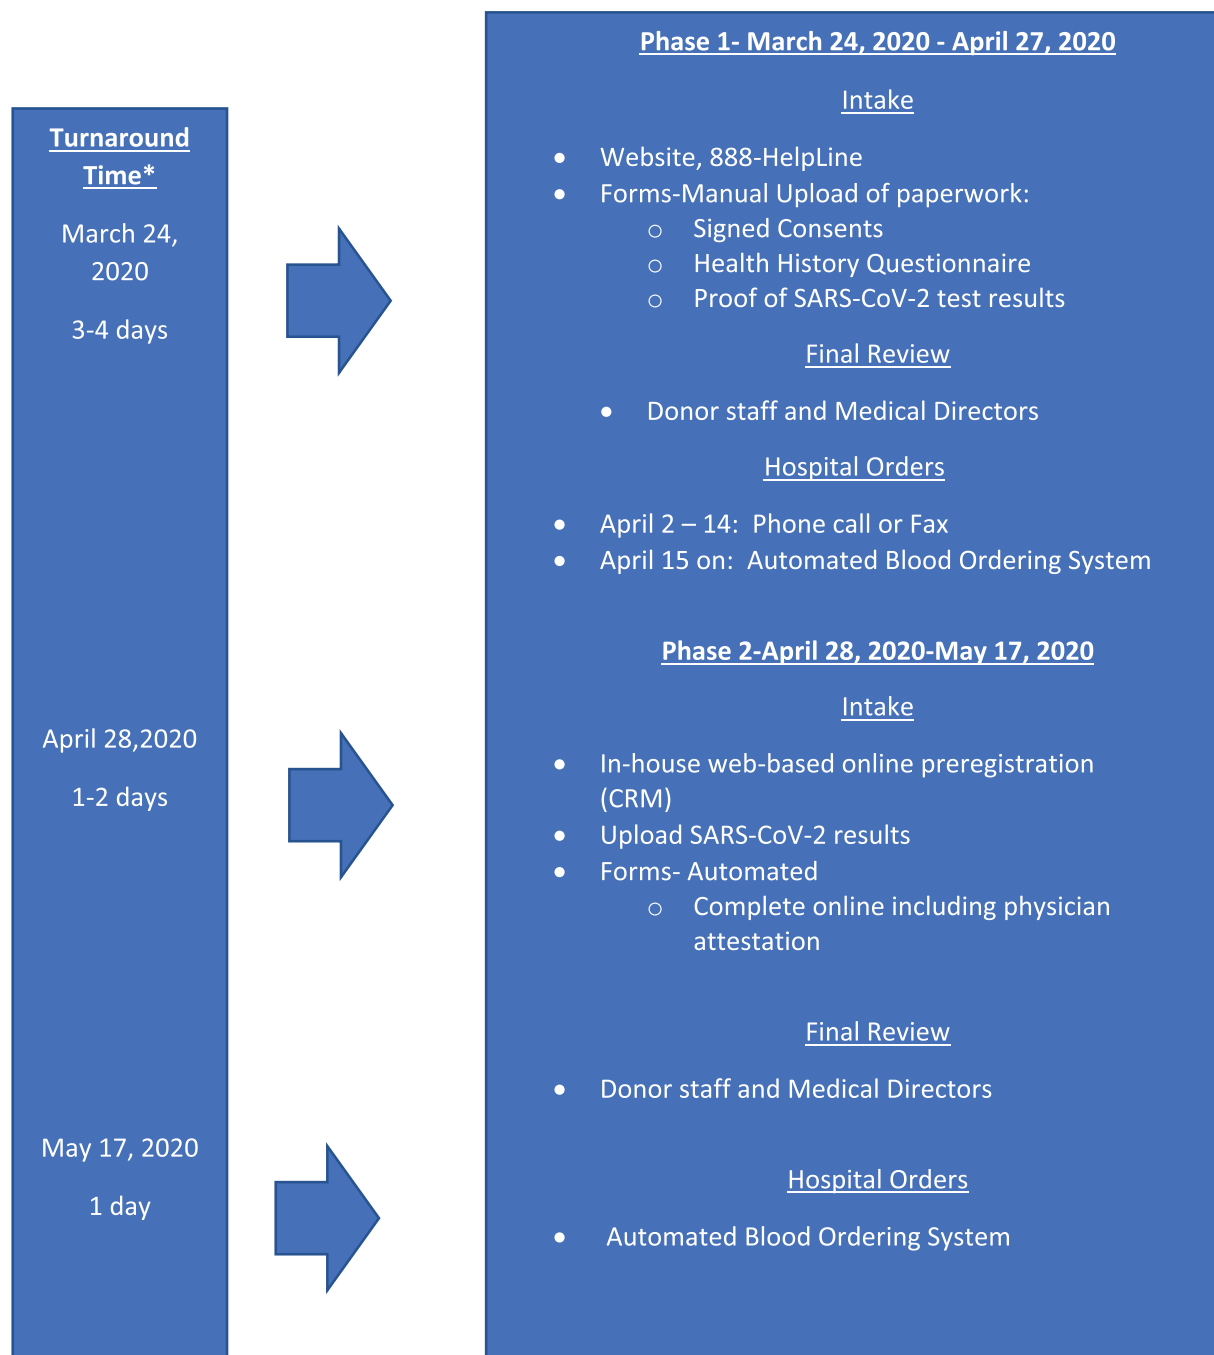 Turnaround
Time*
March 24,
2020
3-4 days
April 28,2020
1-2 days
May 17, 2020
1 day
Phase 1- March 24, 2020 - April 27, 2020
Intake
• Website, 888-HelpLine
• Forms-Manual Upload of paperwork:
o Signed Consents
o Health History Questionnaire
o Proof of SARS-CoV-2 test results
Final Review
• Donor staff and Medical Directors
Hospital Orders
• April 2 – 14:  Phone call or Fax
• April 15 on:  Automated Blood Ordering System
Phase 2-April 28, 2020-May 17, 2020
Intake
• In-house web-based online preregistration
(CRM)
• Upload SARS-CoV-2 results
• Forms- Automated
o Complete online including physician
attestation
Final Review
• Donor staff and Medical Directors
Hospital Orders
• Automated Blood Ordering System